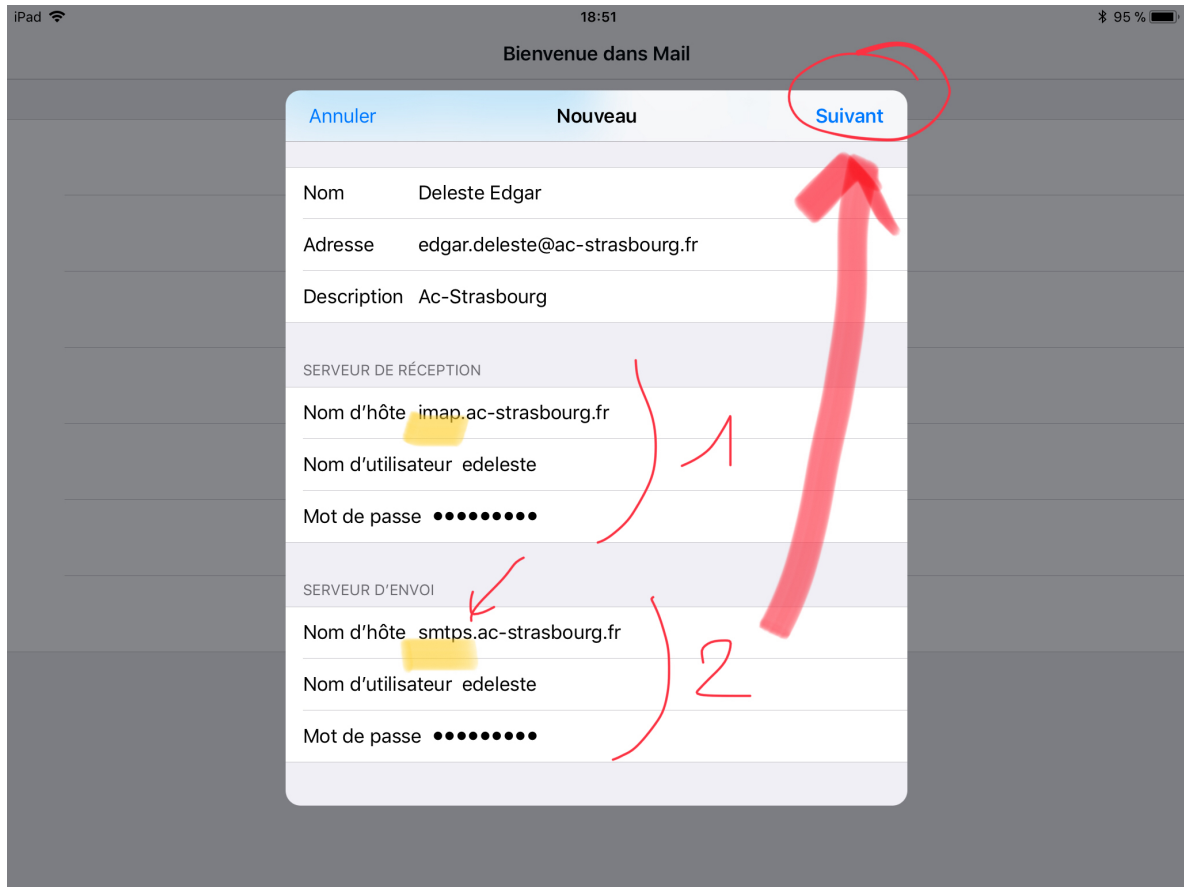 iPad 18:51 95 %
Bienvenue dans Mail
Annuler Nouveau Suivant
Nom Deleste Edgar
Adresse edgar.deleste@ac-strasbourg.fr
Description Ac-Strasbourg
SERVEUR DE RÉCEPTION
Nom d’hôte imap.ac-strasbourg.fr
1
Nom d’utilisateur edeleste
Mot de passe •••••••••
SERVEUR D’ENVOI
Nom d’hôte smtps.ac-strasbourg.fr
2
Nom d’utilisateur edeleste
Mot de passe •••••••••